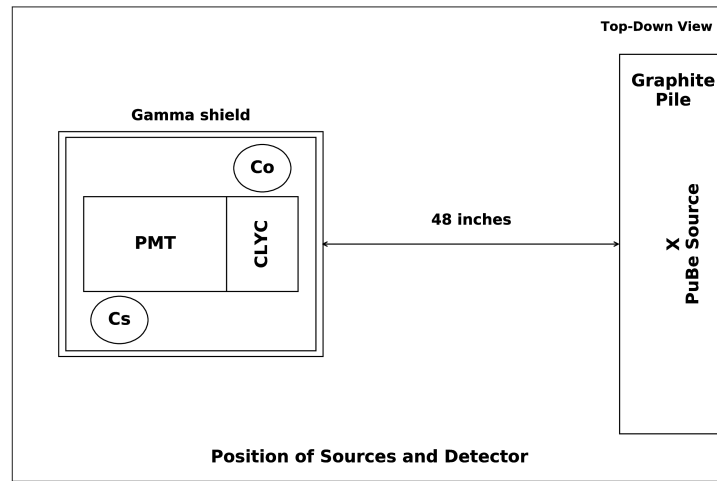 Top-Down View
Graphite
Pile
Gamma shield
Co
48 inches
PMT
CLYC
X
PuBe Source
Cs
Position of Sources and Detector